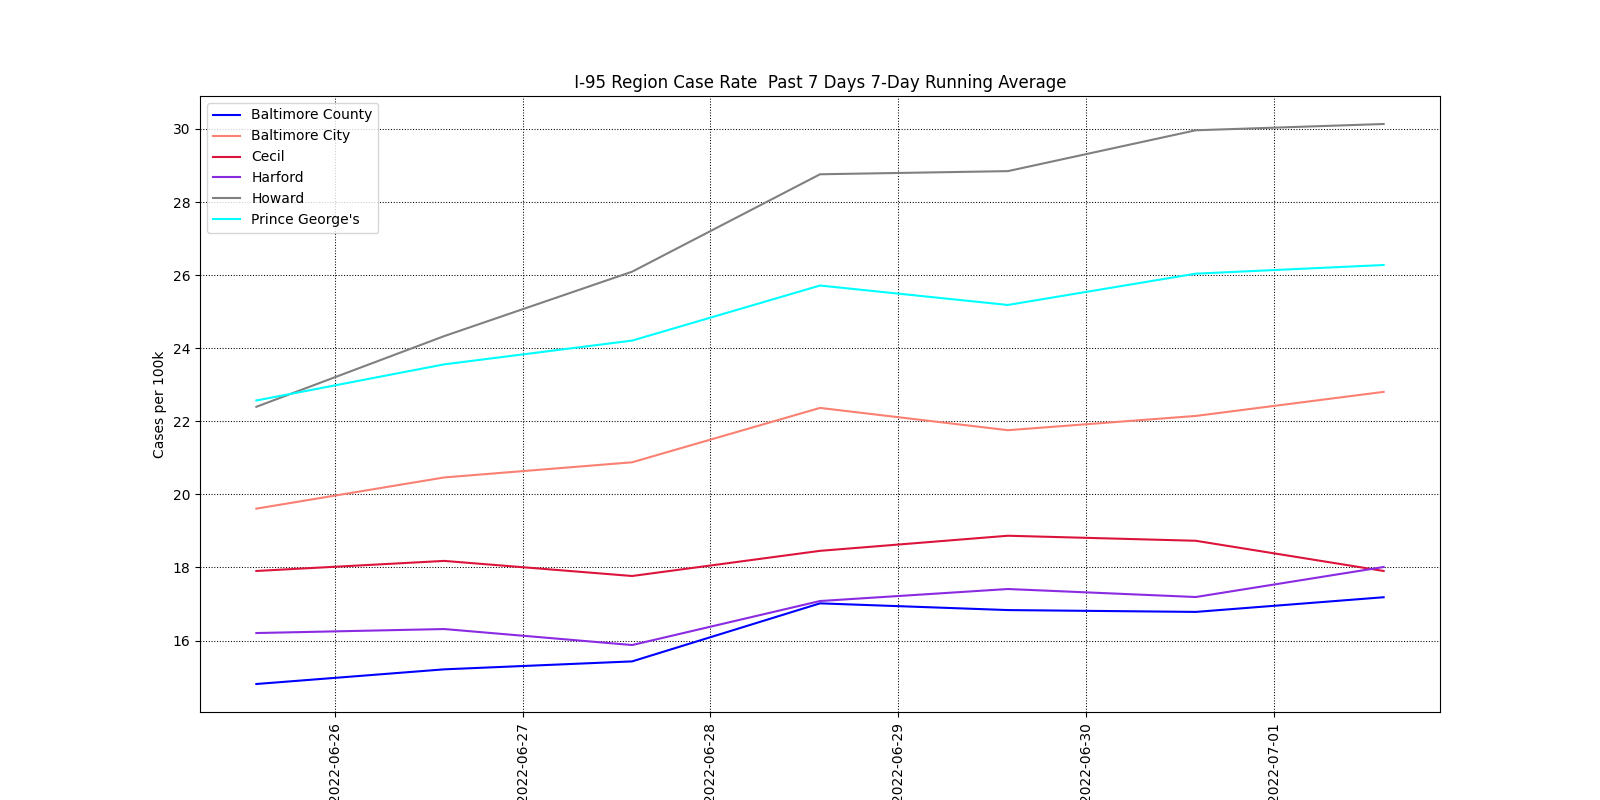 I-95 Region Case Rate  Past 7 Days 7-Day Running Average
Baltimore County
Baltimore City
Cecil
Harford
Howard
Prince George's
Cases per 100k
30
28
26
24
22
20
18
16
2022-06-26
2022-06-27
2022-06-28
2022-06-29
2022-06-30
2022-07-01